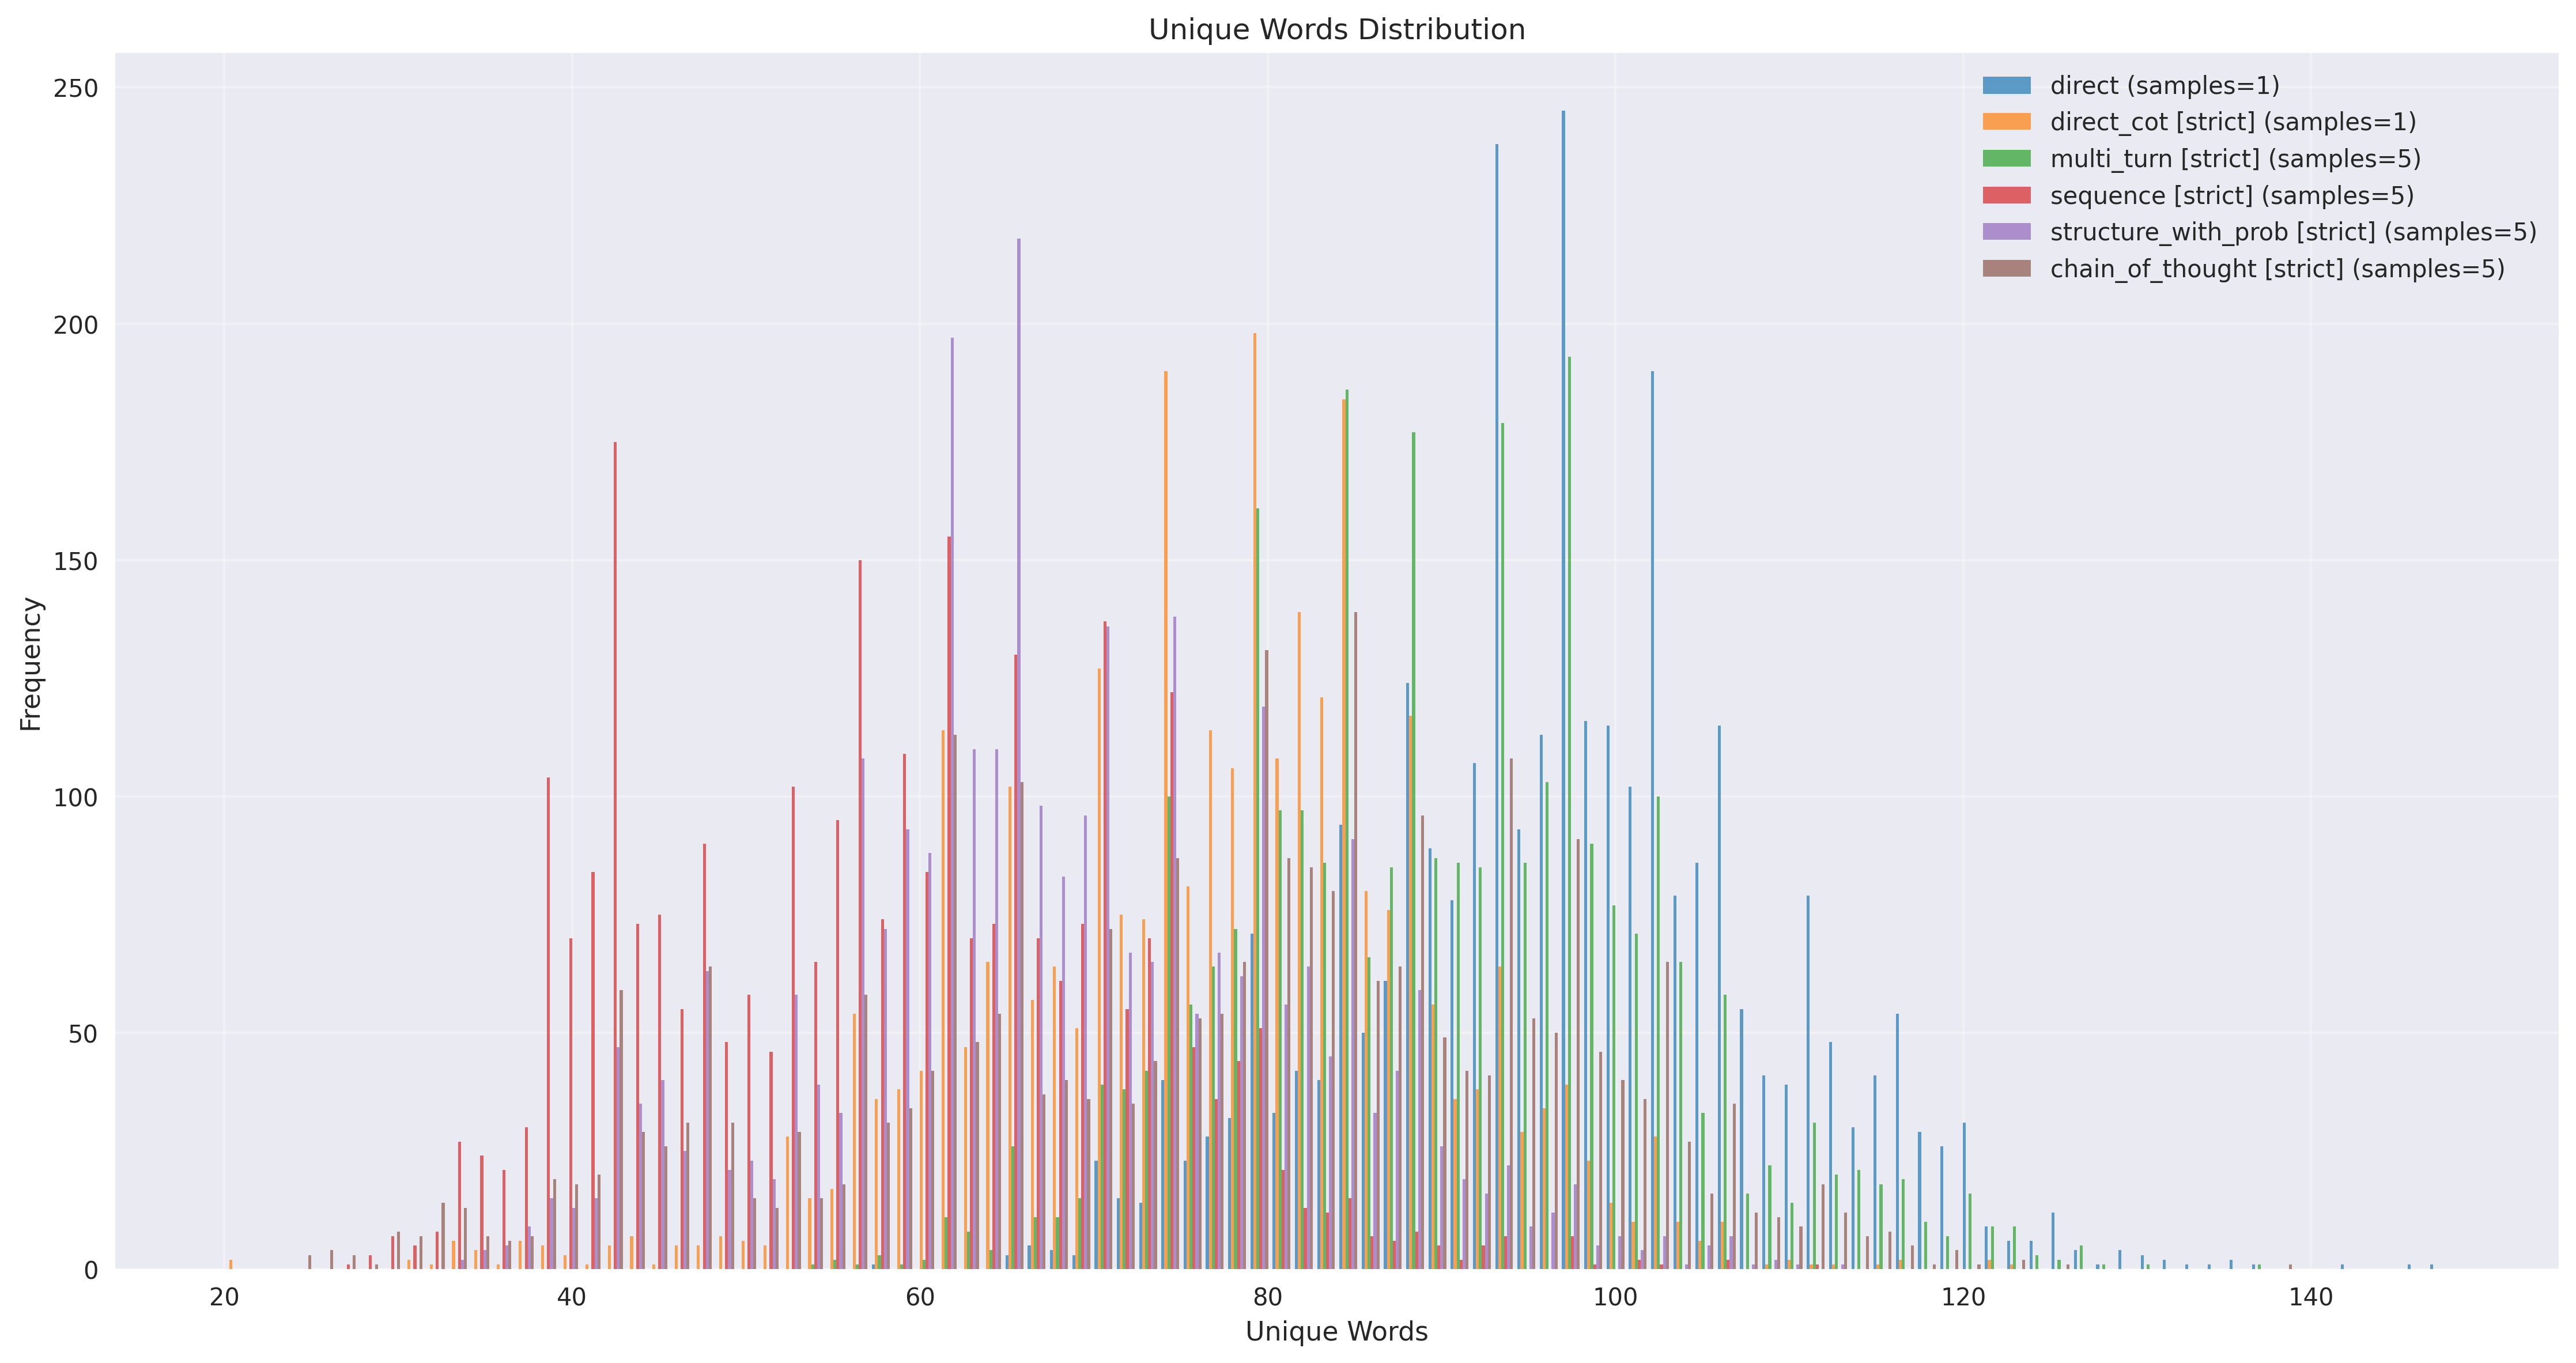 Unique Words Distribution
250
200
150
100
50
0
Frequency
direct (samples=1)
direct_cot [strict] (samples=1)
multi_turn [strict] (samples=5)
sequence [strict] (samples=5)
structure_with_prob [strict] (samples=5)
chain_of_thought [strict] (samples=5)
20 40 60 80 100 120 140
Unique Words